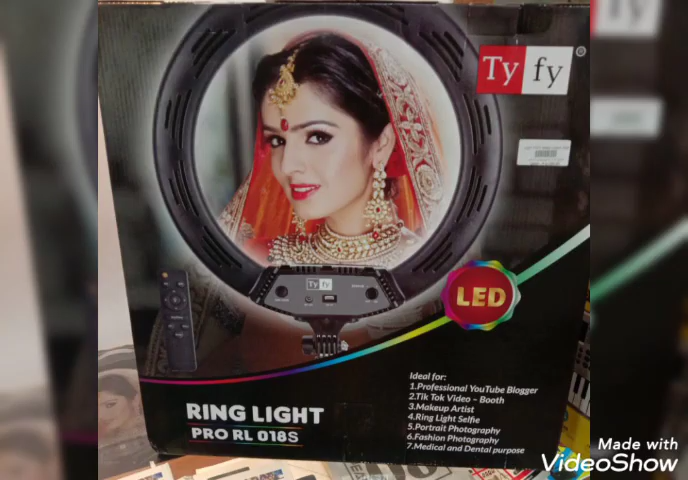 Ty fy
Ty fy
LED
Ideal for:
1.Professional YouTube Blogger
2.Tik Tok Video - Booth
3.Makeup Artist
4.Ring Light Selfie
5.Portrait Photography
6.Fashion Photography
7.Medical and Dental purpose
RING LIGHT
PRO RL 018S
Made with
VideoShow